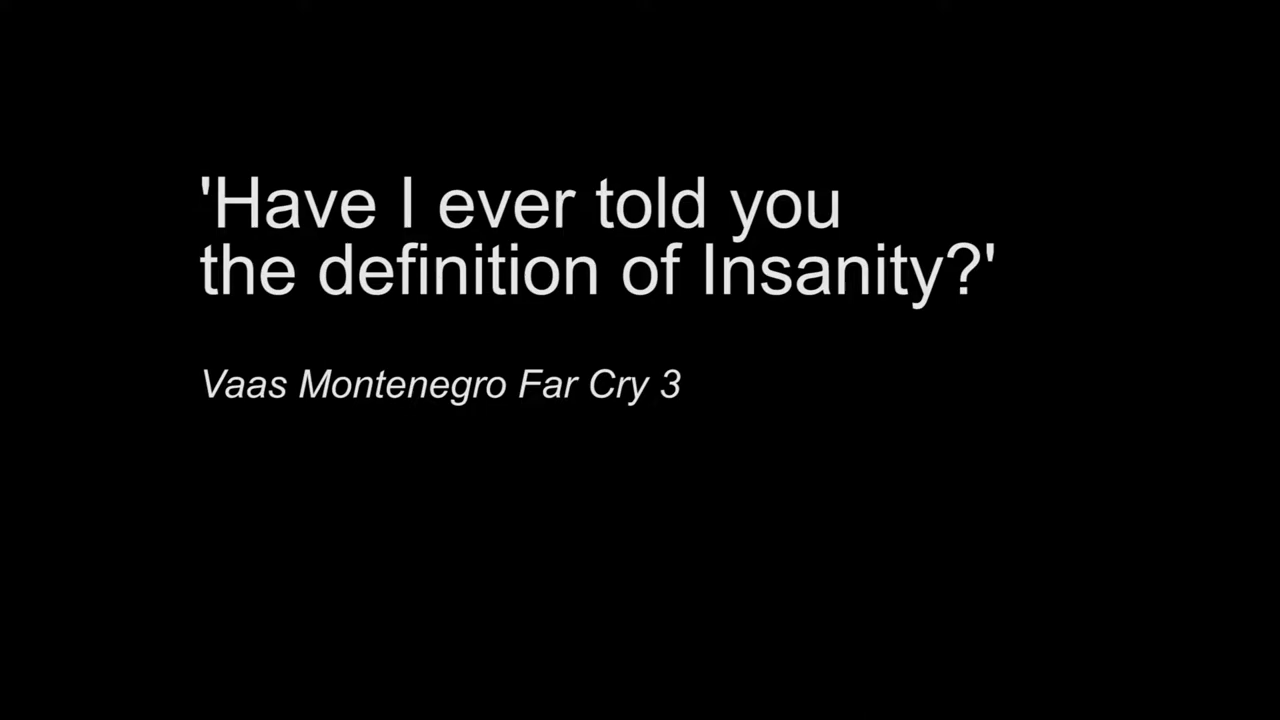 'Have I ever told you
the definition of Insanity?'
Vaas Montenegro Far Cry 3